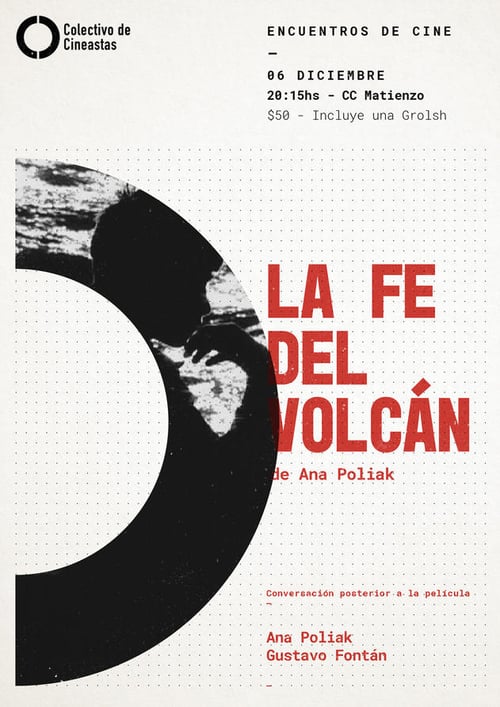 Colectivo de
Cineastas
ENCUENTROS DE CINE
–
06 DICIEMBRE
20:15hs - CC Matienzo
$50 - Incluye una Grolsh
LA FE
DEL
VOLCÁN
de Ana Poliak
Conversación posterior a la película
–
Ana Poliak
Gustavo Fontán
–